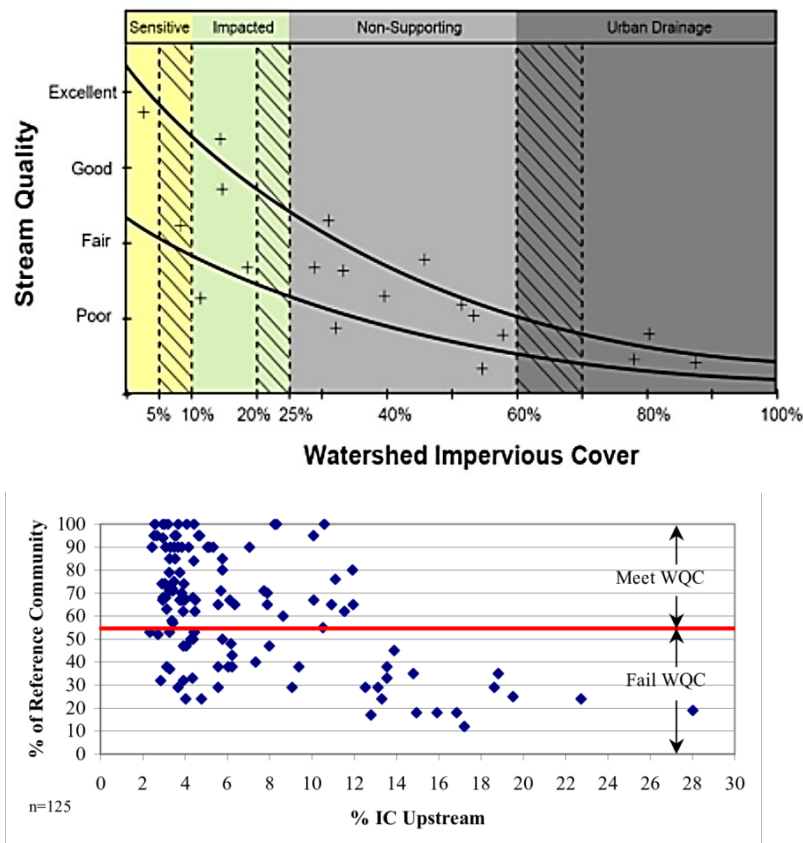 Sensitive Impacted Non-Supporting Urban Drainage
Excellent
Good
Fair
Poor
Stream Quality
5% 10% 20% 25% 40% 60% 80% 100%
Watershed Impervious Cover
100
90
80
70
60
50
40
30
20
10
0
% of Reference Community
Meet WQC
Fail WQC
0 2 4 6 8 10 12 14 16 18 20 22 24 26 28 30
n=125
% IC Upstream